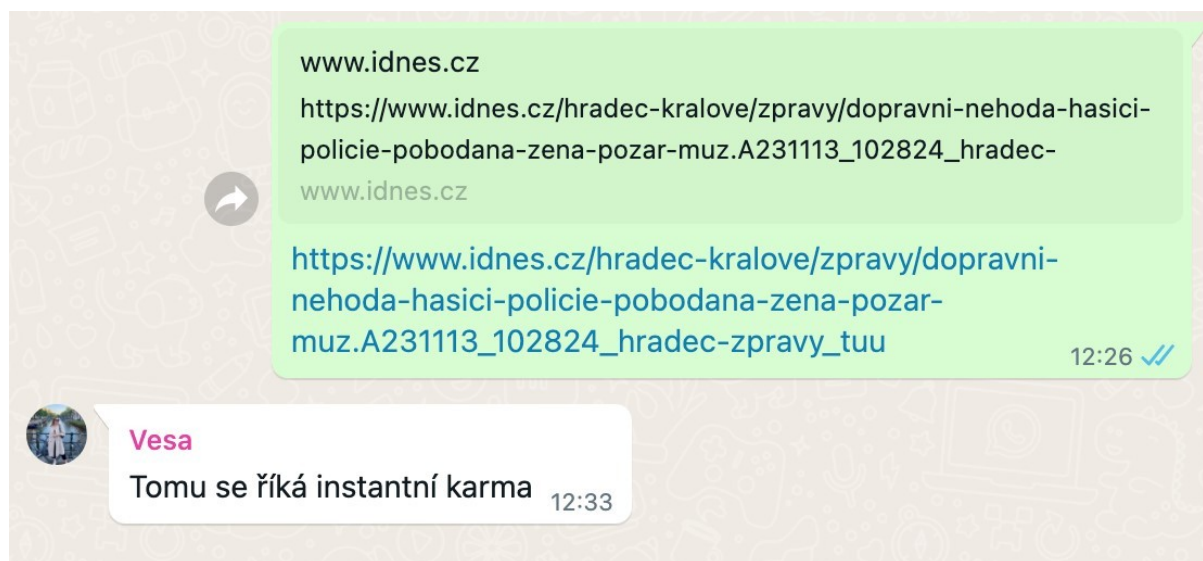 www.idnes.cz
https://www.idnes.cz/hradec-kralove/zpravy/dopravni-nehoda-hasici-
policie-pobodana-zena-pozar-muz.A231113_102824_hradec-
www.idnes.cz
https://www.idnes.cz/hradec-kralove/zpravy/dopravni-
nehoda-hasici-policie-pobodana-zena-pozar-
muz.A231113_102824_hradec-zpravy_tuu
12:26
Vesa
Tomu se říká instantní karma
12:33